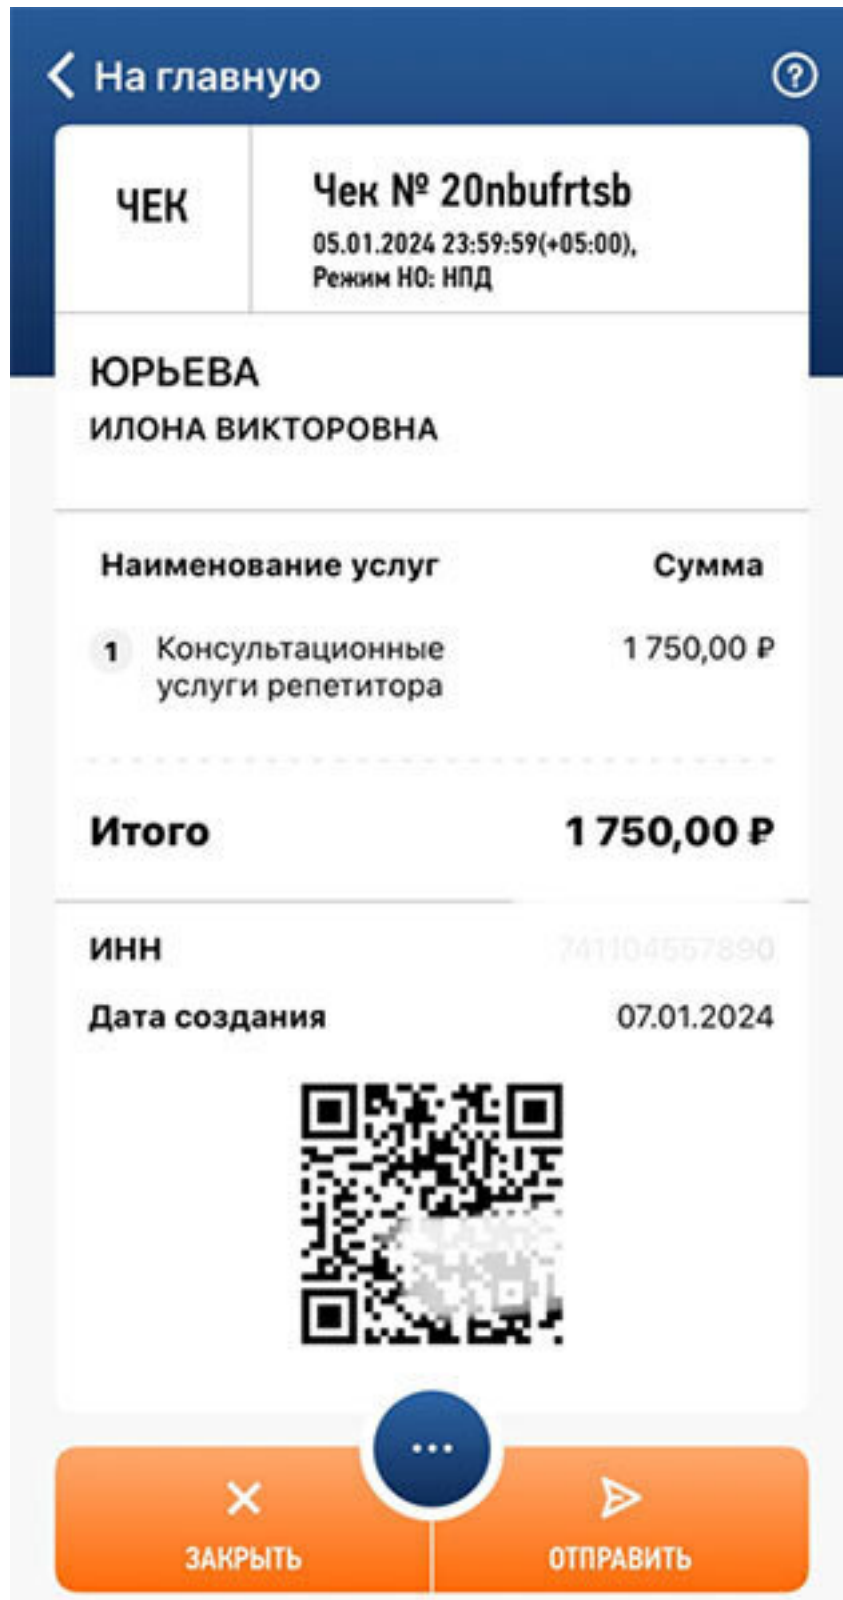 На главную
ЧЕК
Чек № 20nbufrtsb
05.01.2024 23:59:59(+05:00),
Режим НО: НПД
ЮРЬЕВА
ИЛОНА ВИКТОРОВНА
Наименование услуг Сумма
1 Консультационные 1 750,00 ₽
услуги репетитора
Итого 1 750,00 ₽
ИНН
Дата создания 07.01.2024
ЗАКРЫТЬ
ОТПРАВИТЬ